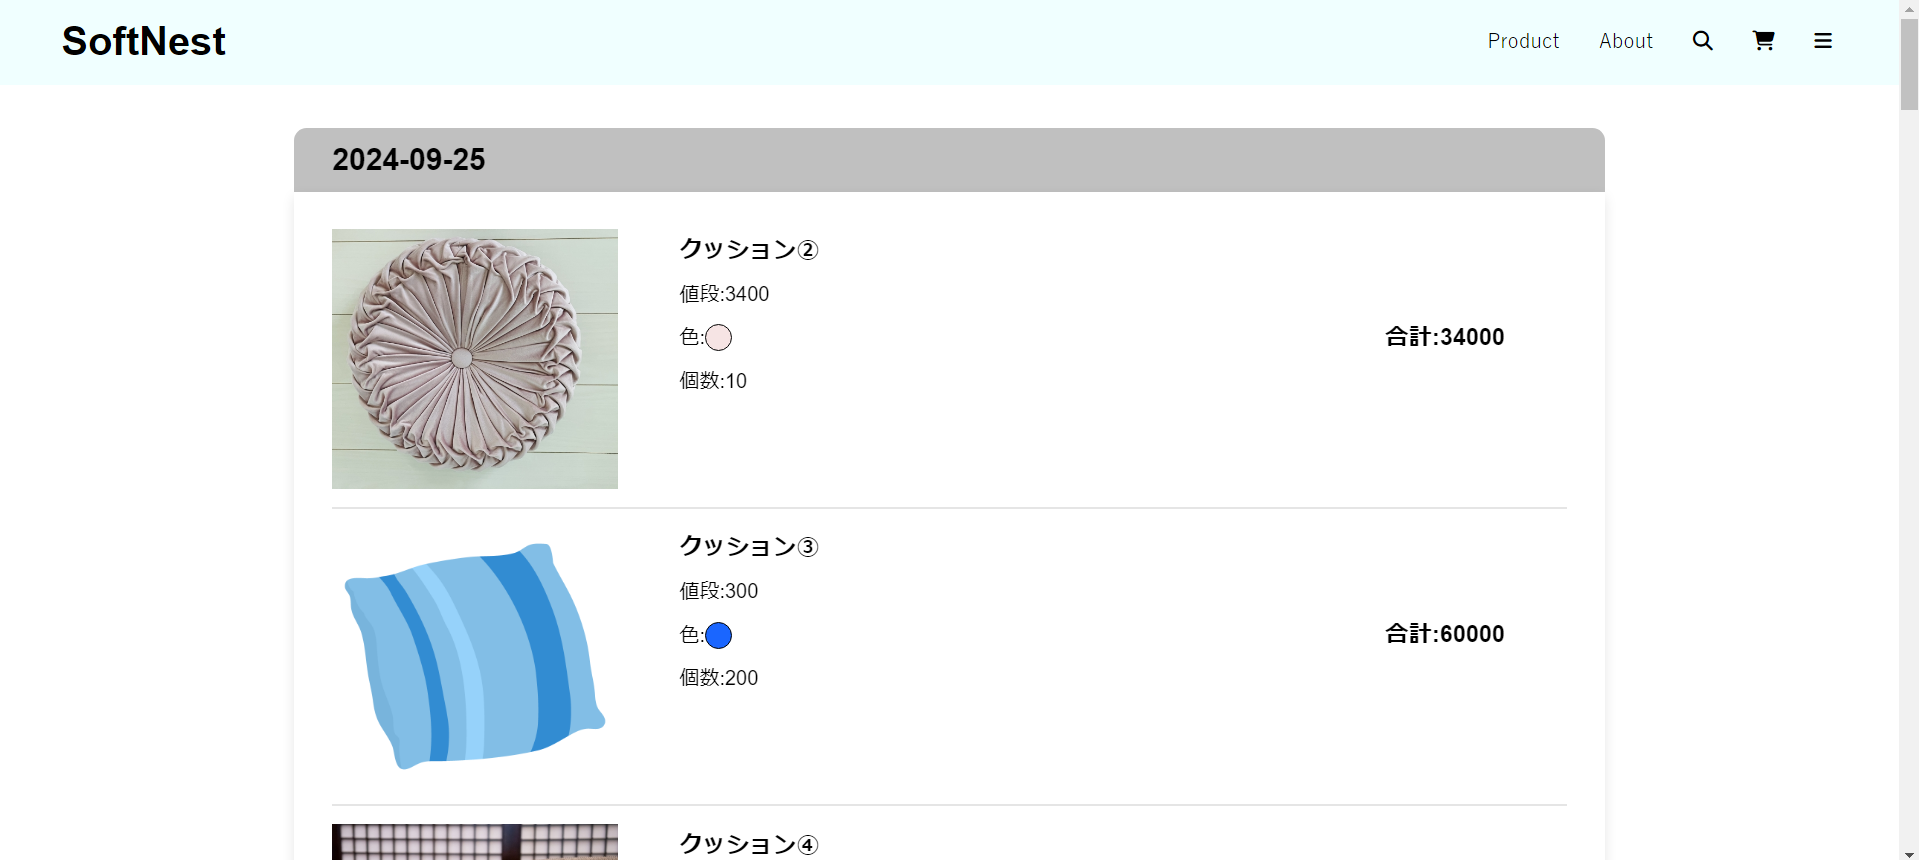 SoftNest
Product
About
2024-09-25
クッション②
値段:3400
色:
個数:10
合計:34000
クッション③
値段:300
色:
個数:200
合計:60000
クッション④